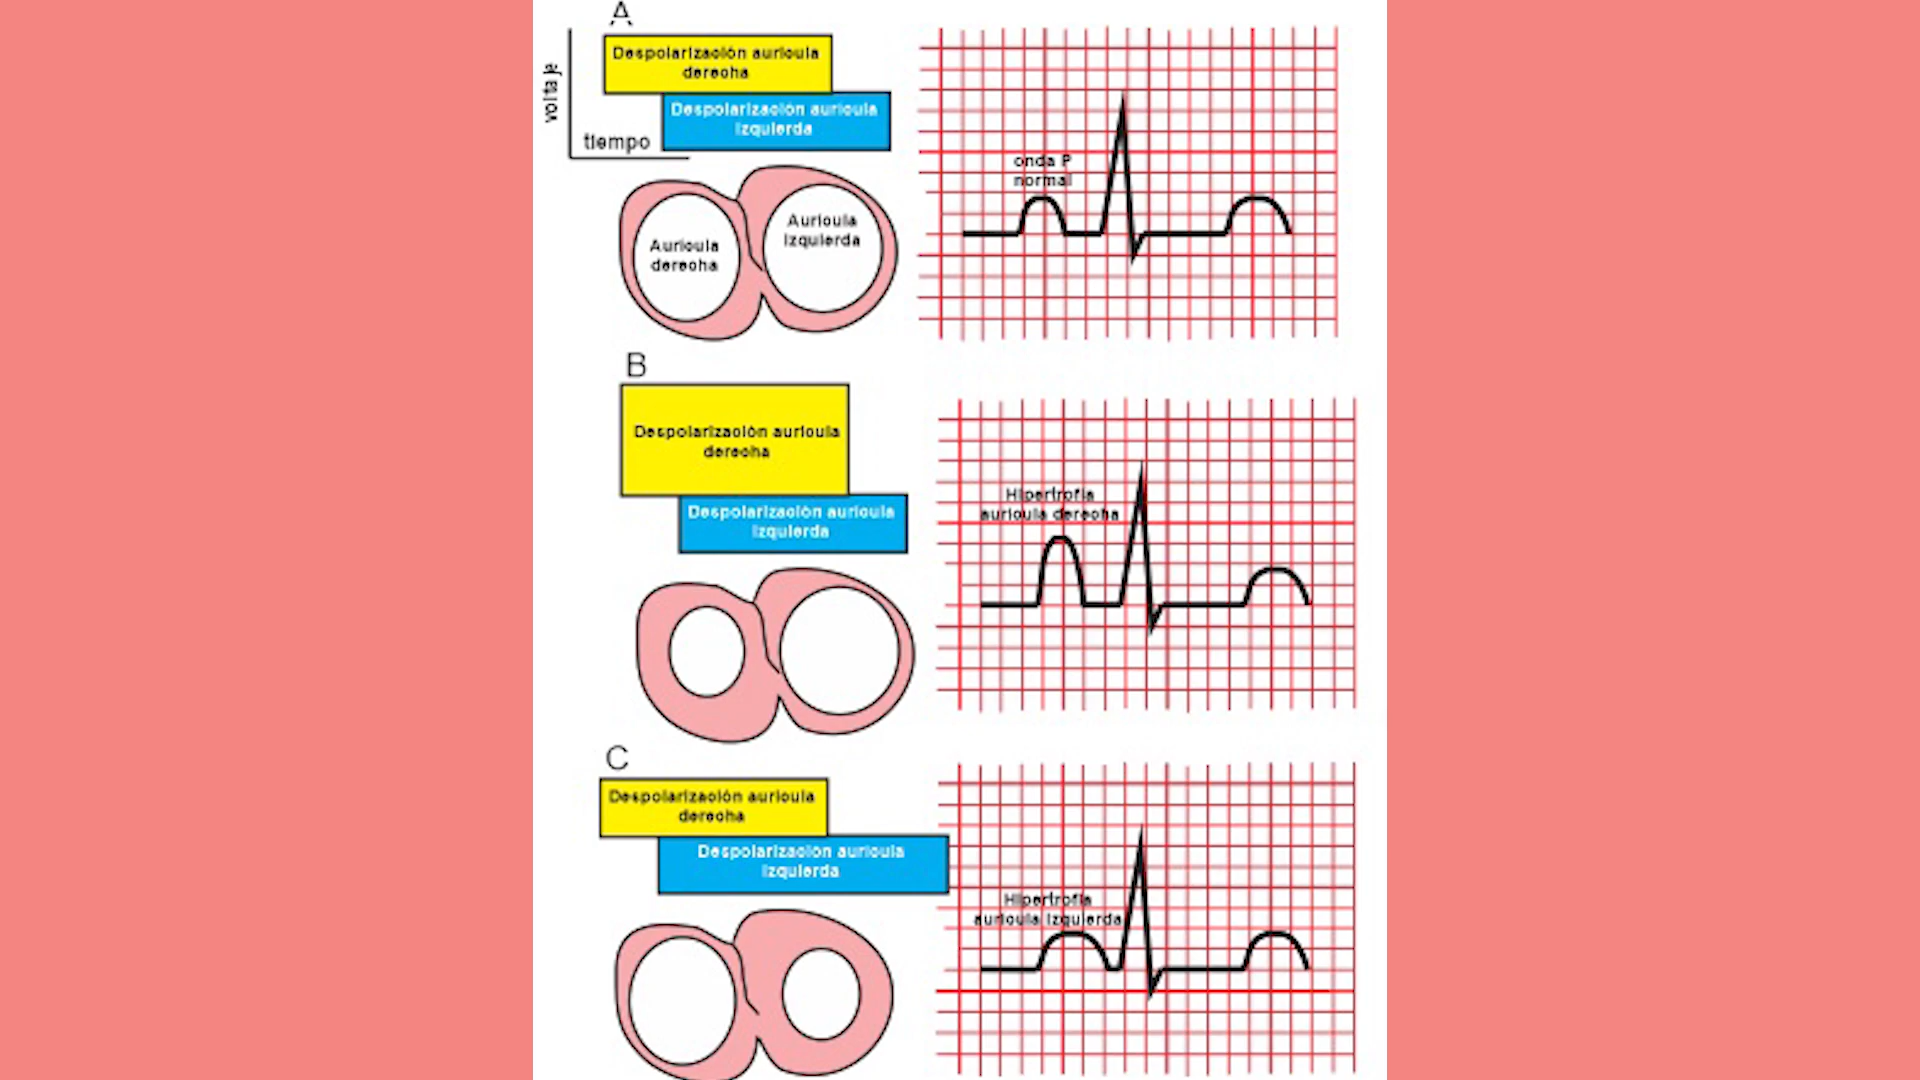 A
Despolarización aurícula
derecha
Despolarización aurícula
izquierda
voltaje
tiempo
onda P
normal
Aurícula
derecha
Aurícula
izquierda
B
Despolarización aurícula
derecha
Despolarización aurícula
izquierda
Hipertrofia
aurícula derecha
C
Despolarización aurícula
derecha
Despolarización aurícula
izquierda
Hipertrofia
aurícula izquierda